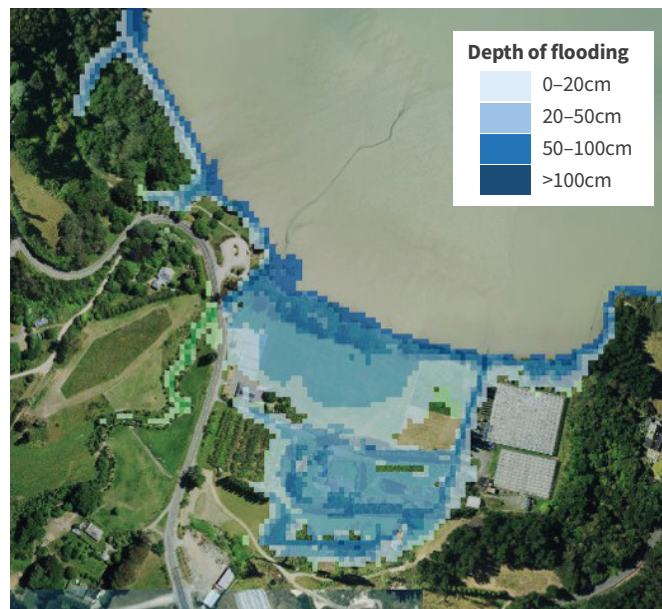 Depth of flooding
0–20cm
20–50cm
50–100cm
>100cm